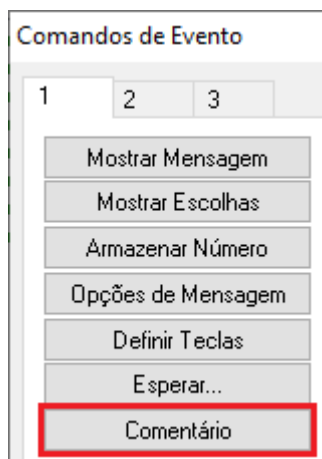 Comandos de Evento
1 2 3
Mostrar Mensagem
Mostrar Escolhas
Armazenar Número
Opções de Mensagem
Definir Teclas
Esperar...
Comentário